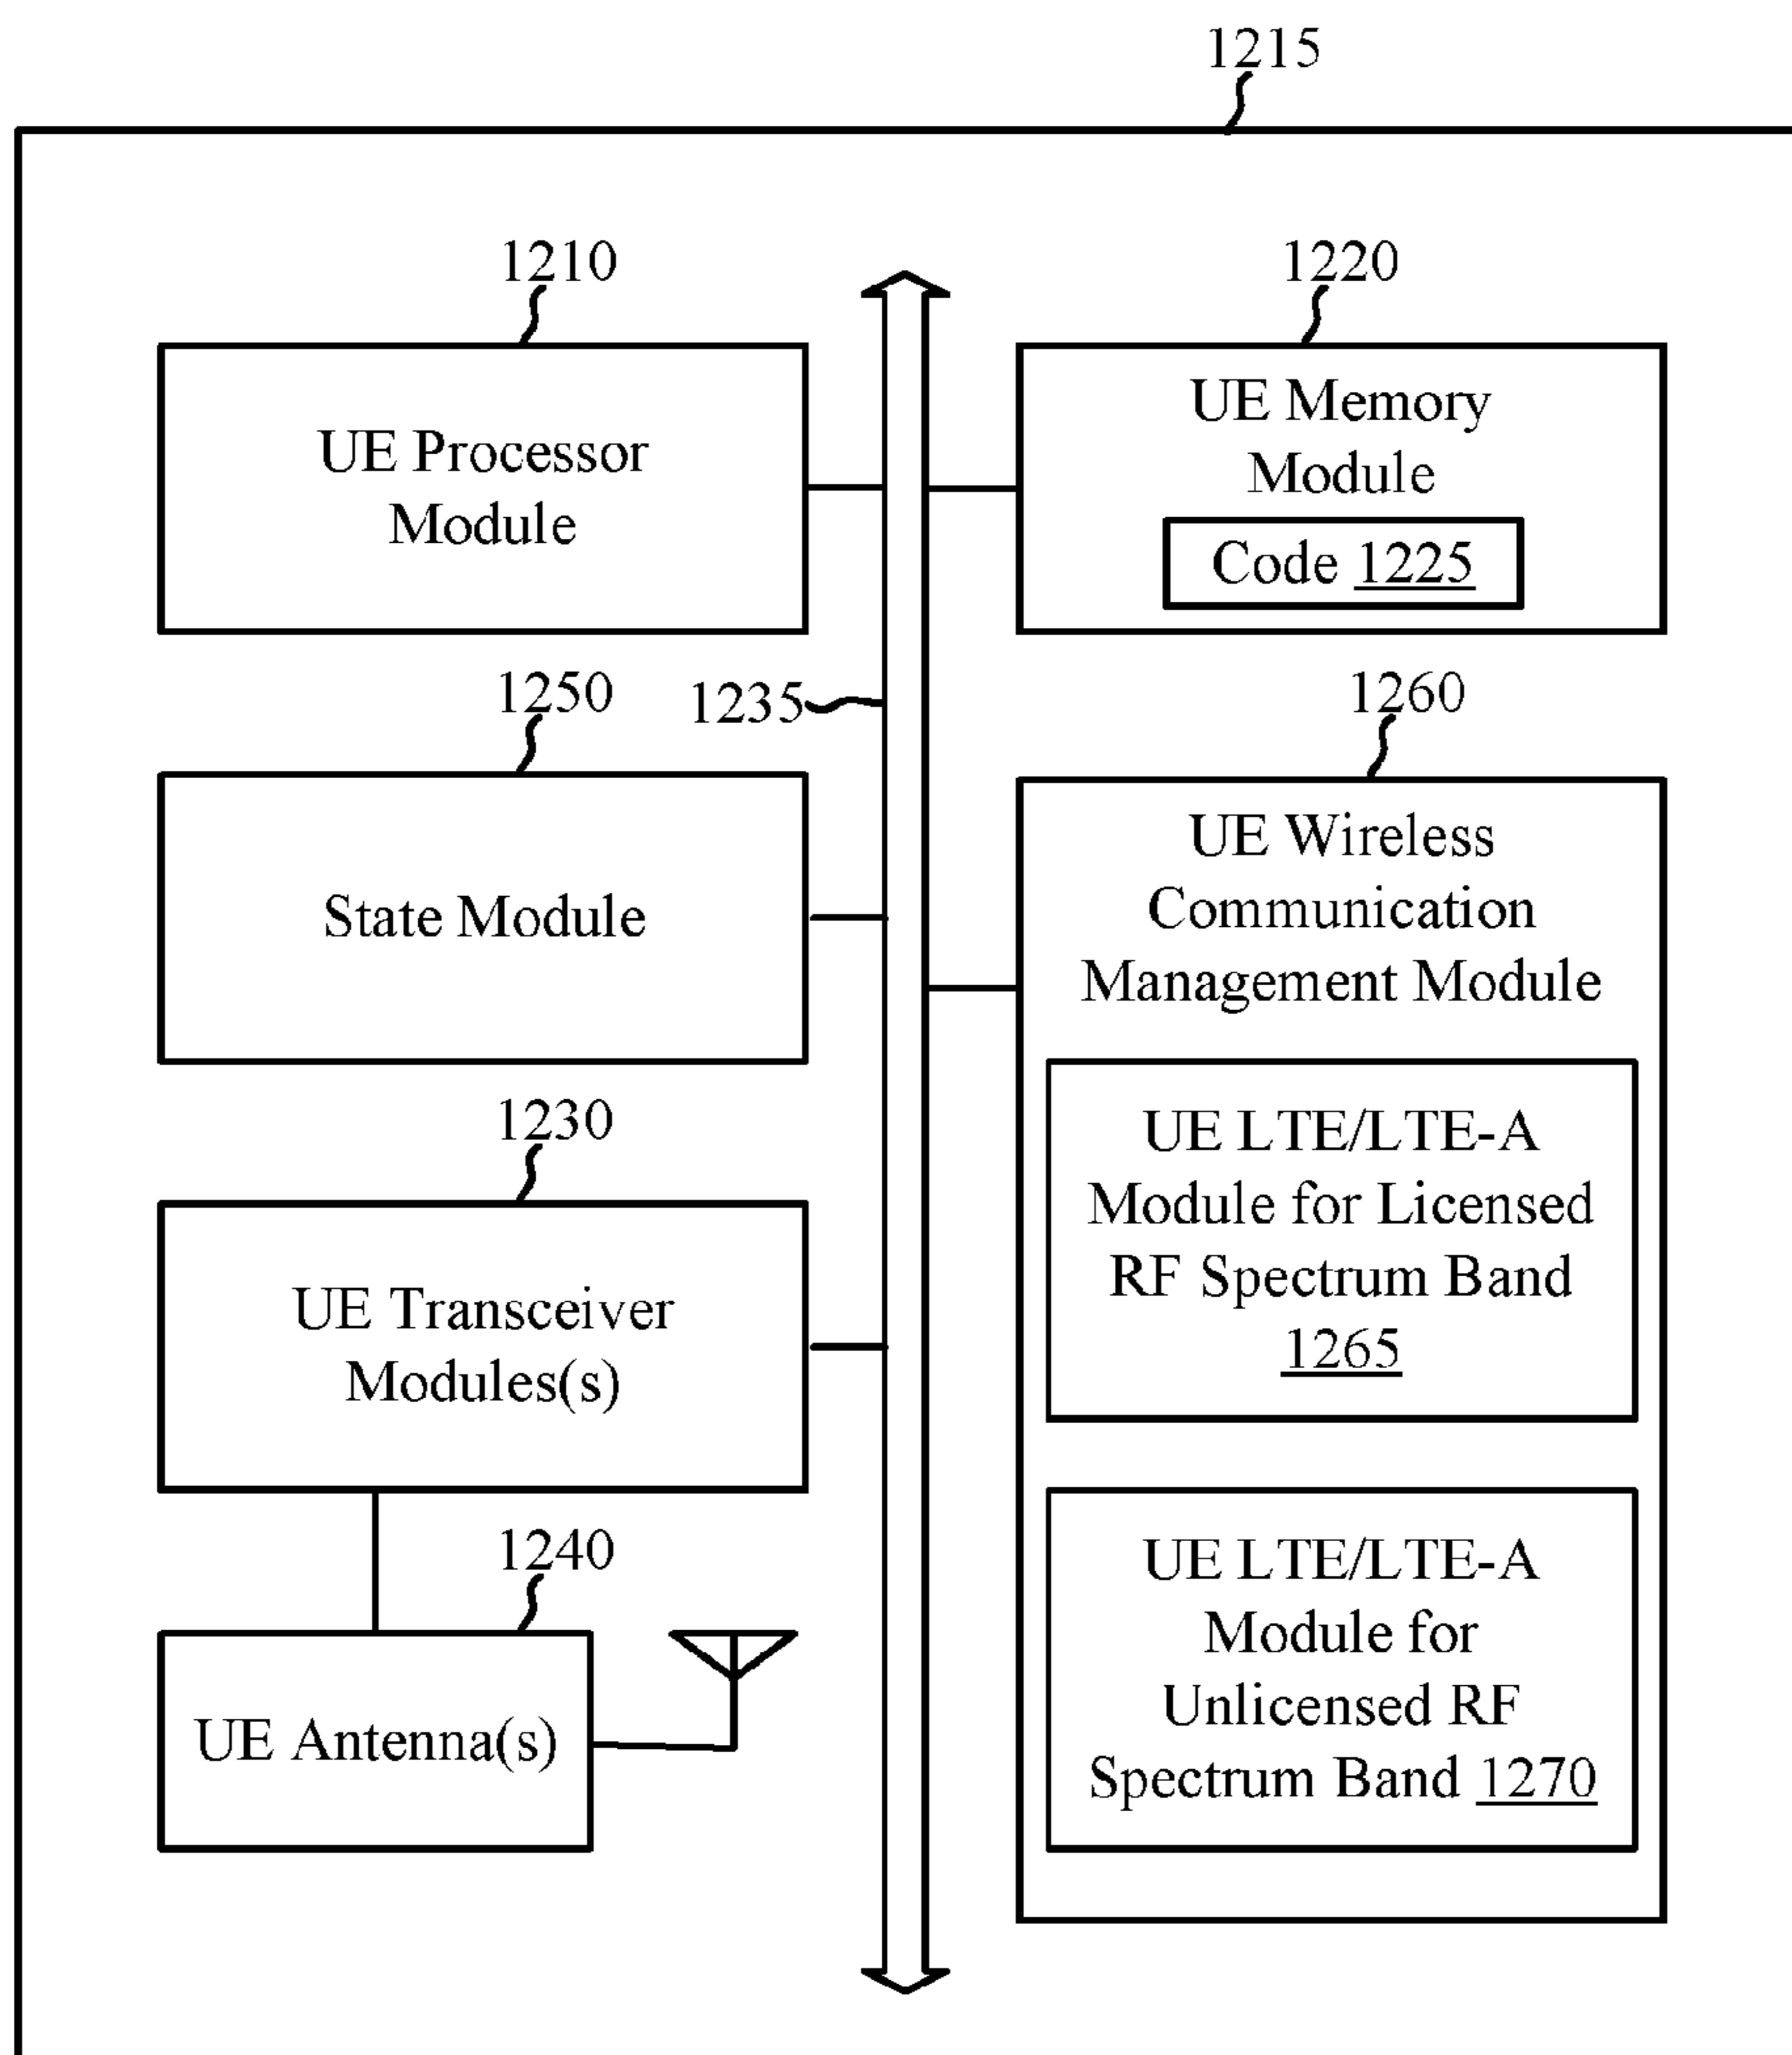 1215
1210
UE Processor
Module
1220
UE Memory
Module
Code 1225
1250
State Module
1235
1260
UE Wireless
Communication
Management Module
UE LTE/LTE-A
Module for Licensed
RF Spectrum Band
1265
UE LTE/LTE-A
Module for
Unlicensed RF
Spectrum Band 1270
1230
UE Transceiver
Modules(s)
1240
UE Antenna(s)